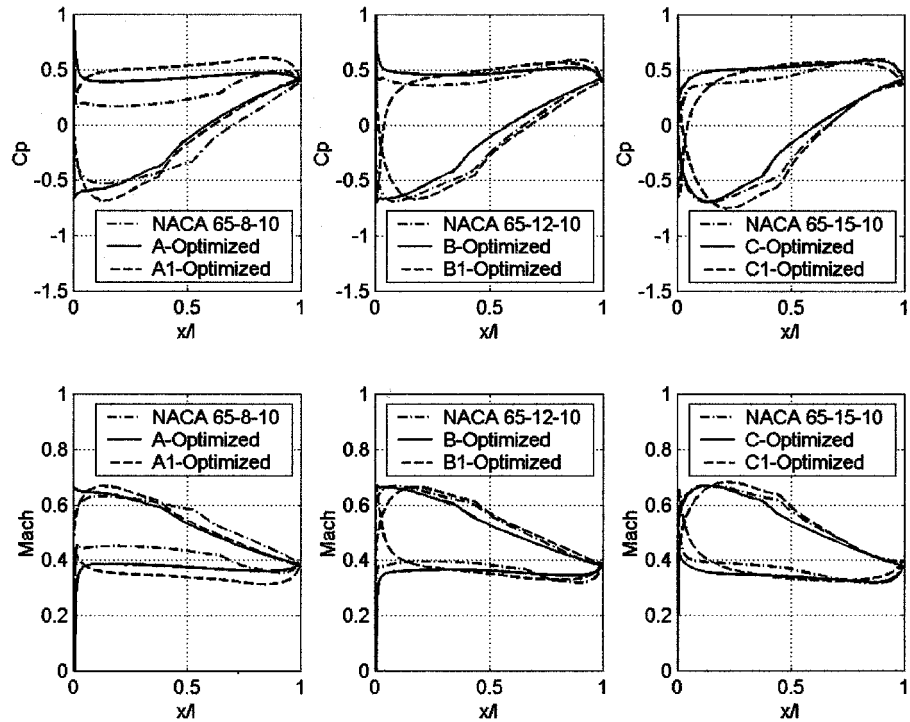 1
0.5
0
-0.5
-1
-1.5
Cp
NACA 65-8-10
A-Optimized
A1-Optimized
0
0.5
1
x/l
1
0.5
0
-0.5
-1
-1.5
Cp
NACA 65-12-10
B-Optimized
B1-Optimized
0
0.5
1
x/l
1
0.5
0
-0.5
-1
-1.5
Cp
NACA 65-15-10
C-Optimized
C1-Optimized
0
0.5
1
x/l
1
0.8
0.6
0.4
0.2
0
Mach
NACA 65-8-10
A-Optimized
A1-Optimized
0
0.5
1
x/l
1
0.8
0.6
0.4
0.2
0
Mach
NACA 65-12-10
B-Optimized
B1-Optimized
0
0.5
1
x/l
1
0.8
0.6
0.4
0.2
0
Mach
NACA 65-15-10
C-Optimized
C1-Optimized
0
0.5
1
x/l